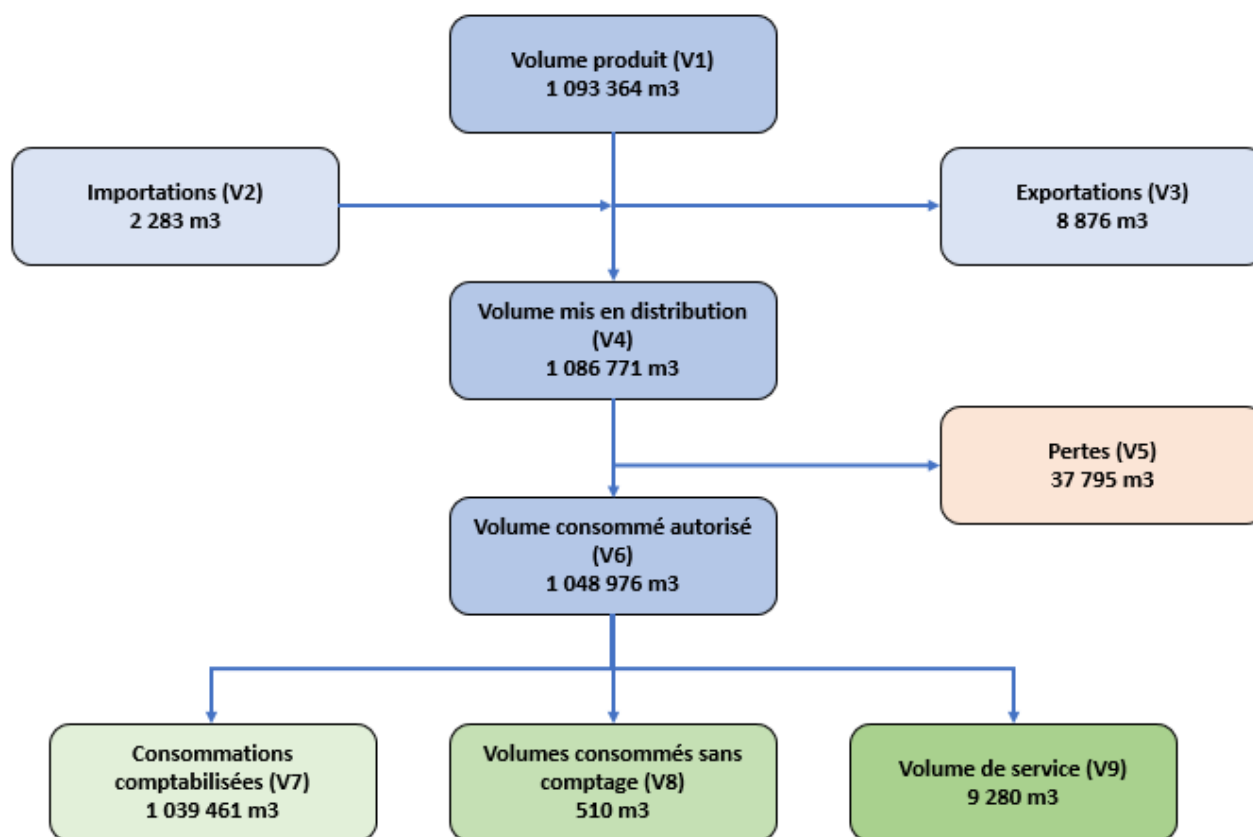 Volume produit (V1)
1 093 364 m3
Importations (V2)
2 283 m3
Exportations (V3)
8 876 m3
Volume mis en distribution
(V4)
1 086 771 m3
Pertes (V5)
37 795 m3
Volume consommé autorisé
(V6)
1 048 976 m3
Consommations
comptabilisées (V7)
1 039 461 m3
Volumes consommés sans
comptage (V8)
510 m3
Volume de service (V9)
9 280 m3